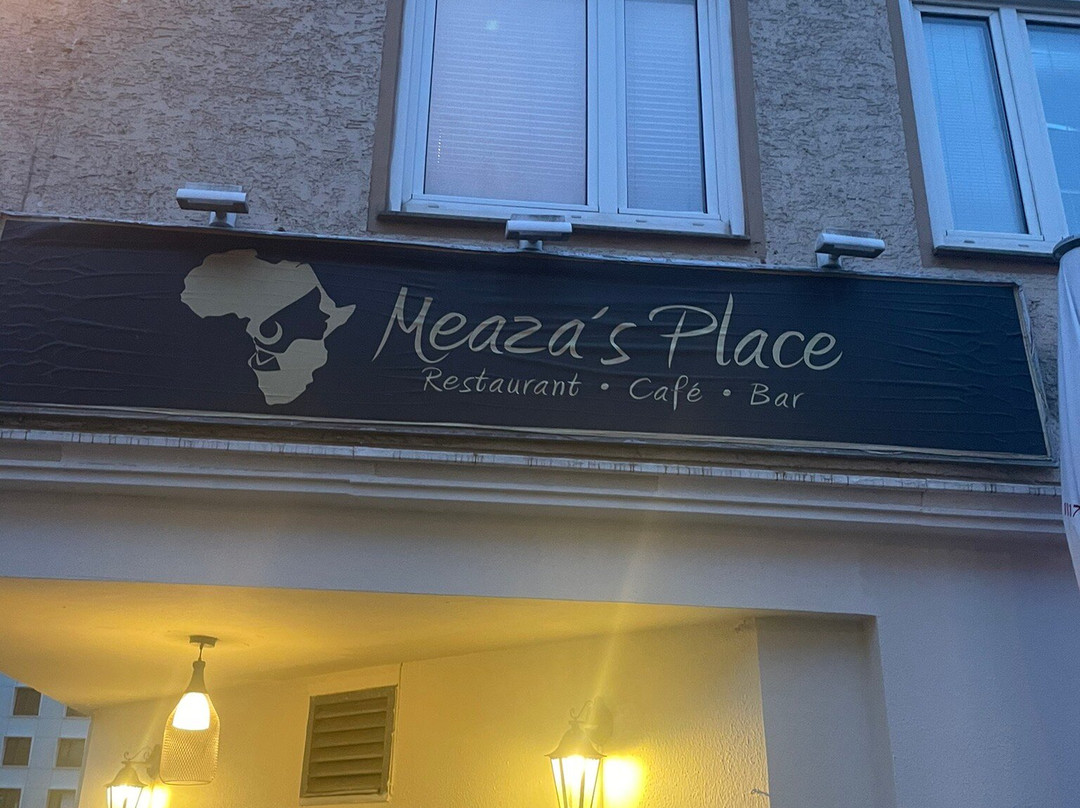 Meaza´s Place
Restaurant • Café • Bar